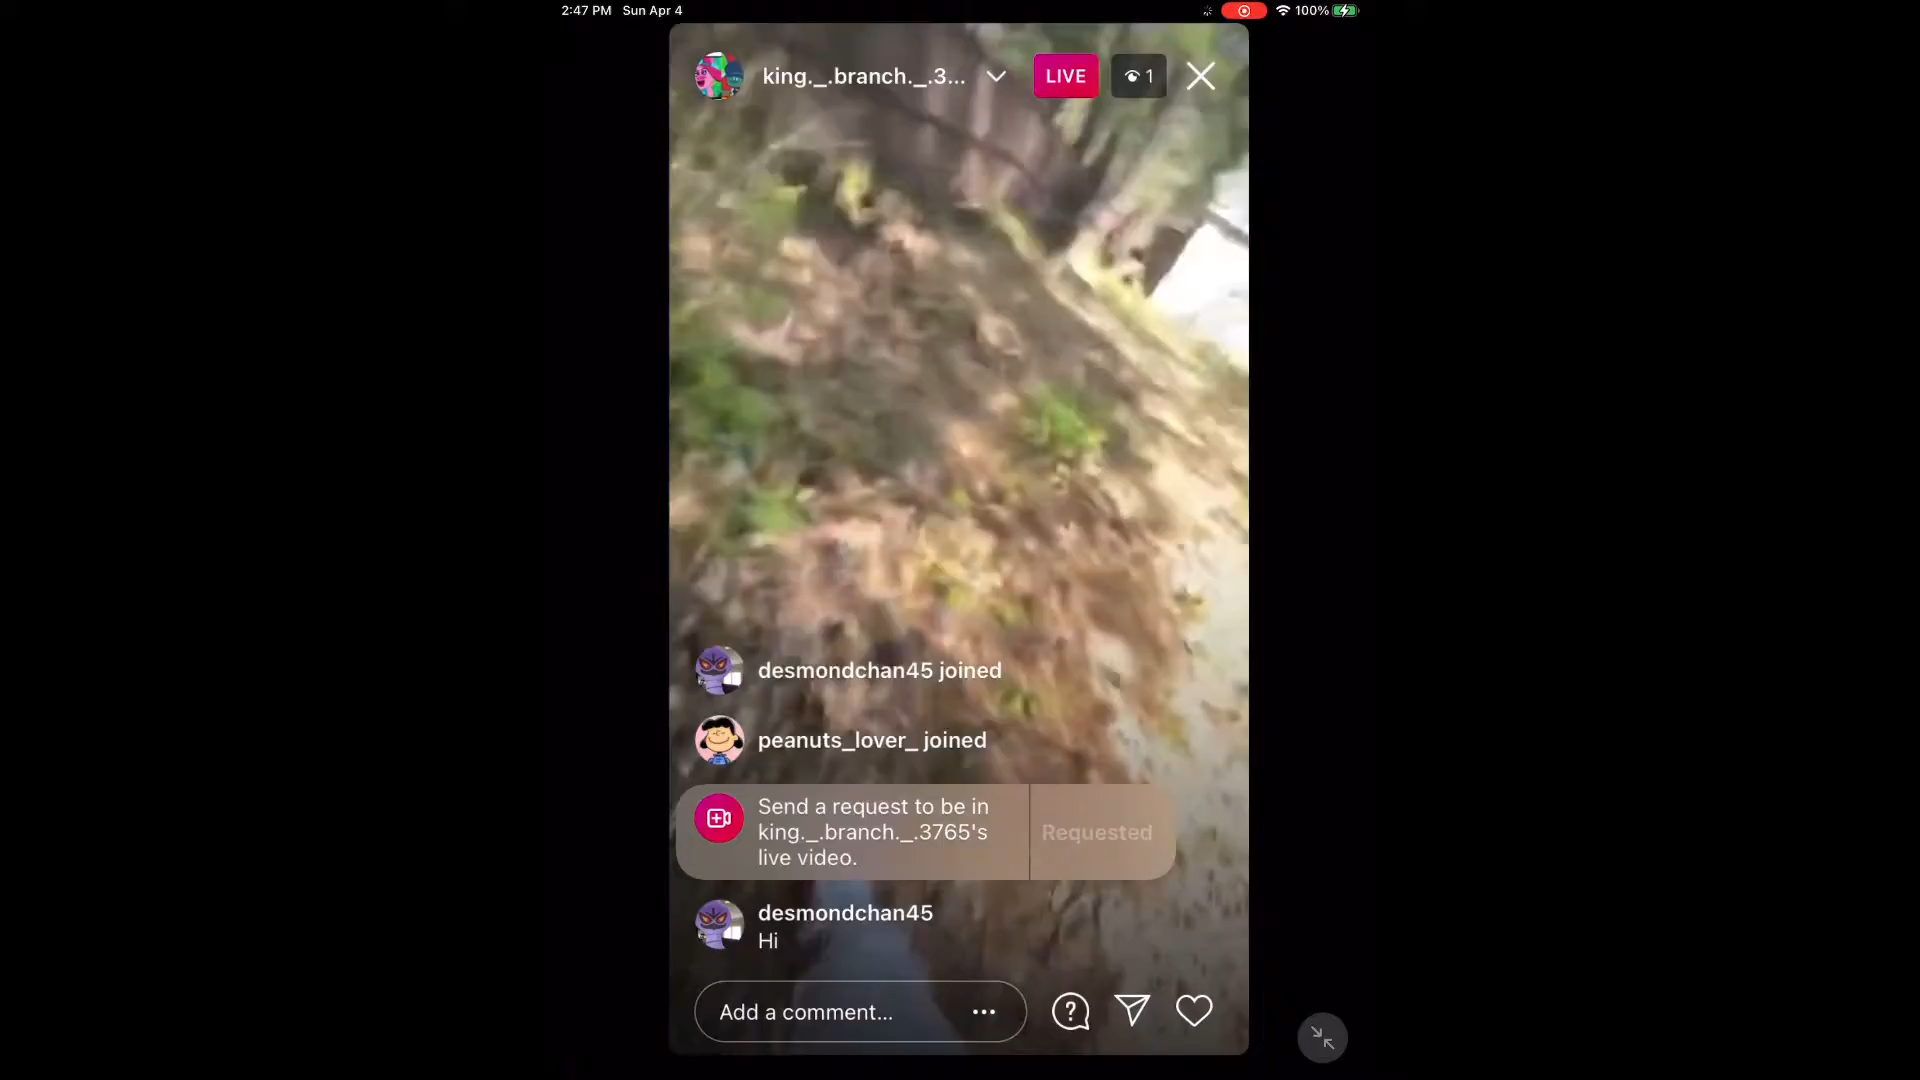 2:47 PM Sun Apr 4
100%
king._.branch._.3...
LIVE
1
desmondchan45 joined
peanuts_lover_ joined
Send a request to be in
king._.branch._.3765's
live video.
Requested
desmondchan45
Hi
Add a comment...